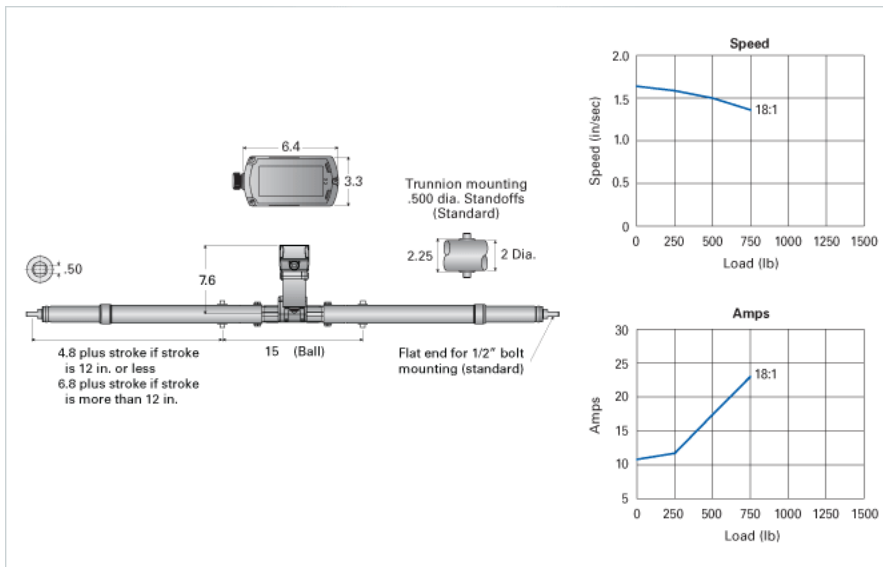 6.4
3.3
Trunnion mounting
.500 dia. Standoffs
(Standard)
2.25
2 Dia.
.50
7.6
4.8 plus stroke if stroke
is 12 in. or less
6.8 plus stroke if stroke
is more than 12 in.
15 (Ball)
Flat end for 1/2" bolt
mounting (standard)
Speed
Speed (in/sec)
2.0
1.5
1.0
0.5
0
18:1
0 250 500 750 1000 1250 1500
Load (lb)
Amps
Amps
30
25
20
15
10
5
18:1
0 250 500 750 1000 1250 1500
Load (lb)